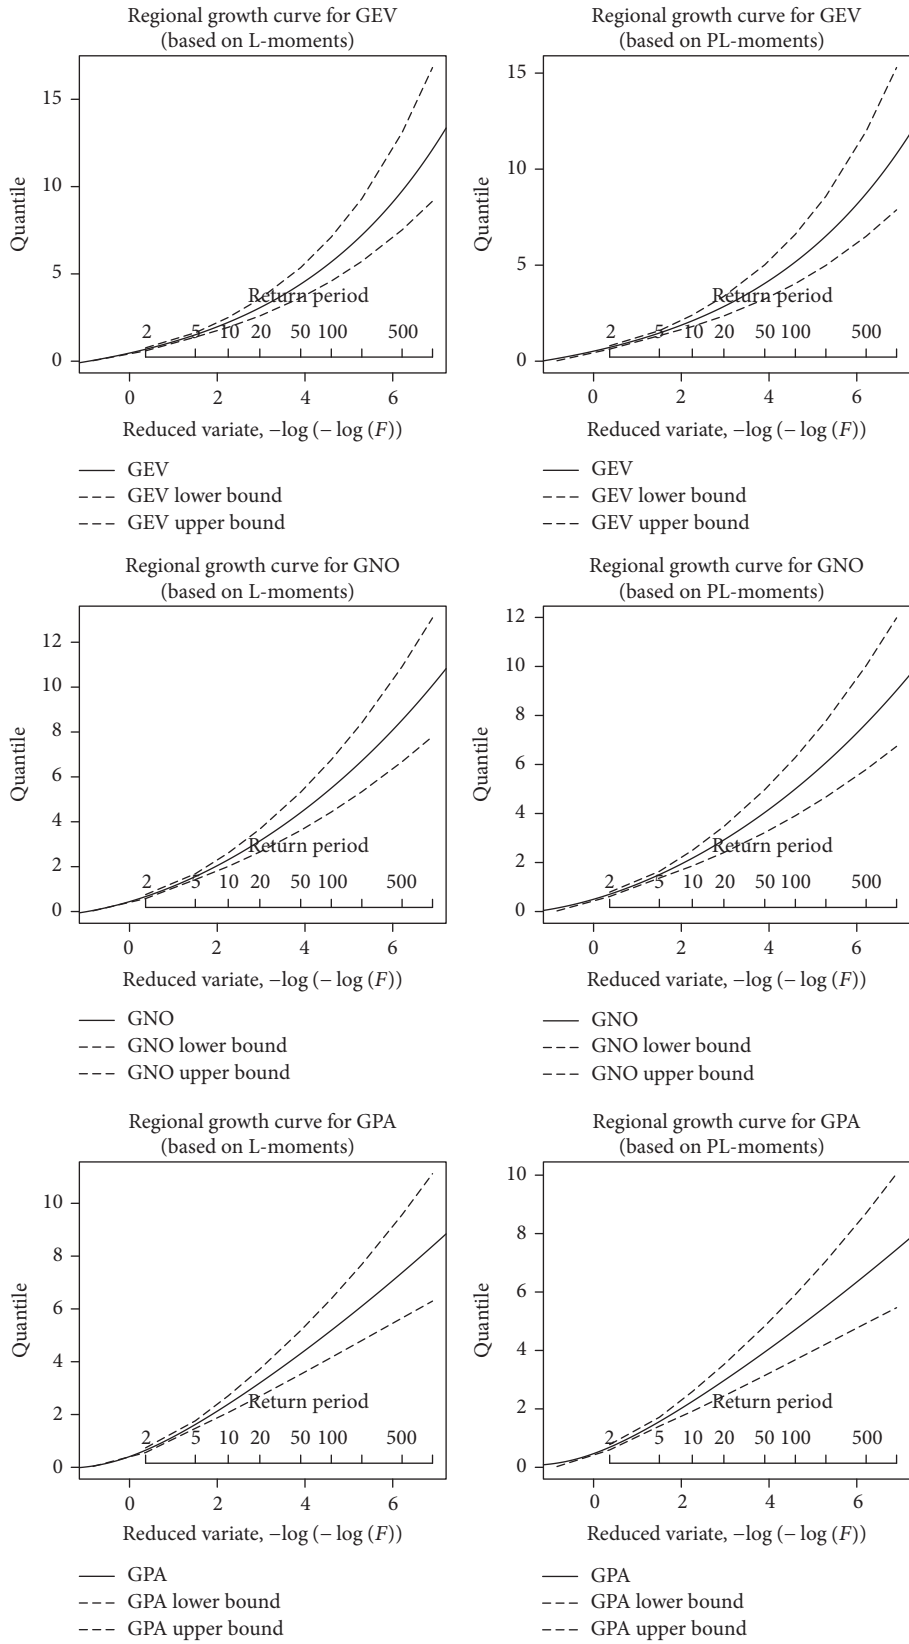 Regional growth curve for GEV
(based on L-moments)
15
10
5
0
Quantile
Return period
2 5 10 20 50 100 500
0 2 4 6
Reduced variate, −log (− log (F))
GEV
GEV lower bound
GEV upper bound
Regional growth curve for GEV
(based on PL-moments)
15
10
5
0
Quantile
Return period
2 5 10 20 50 100 500
0 2 4 6
Reduced variate, −log (− log (F))
GEV
GEV lower bound
GEV upper bound
Regional growth curve for GNO
(based on L-moments)
12
10
8
6
4
2
0
Quantile
Return period
2 5 10 20 50 100 500
0 2 4 6
Reduced variate, −log (− log (F))
GNO
GNO lower bound
GNO upper bound
Regional growth curve for GNO
(based on PL-moments)
12
10
8
6
4
2
0
Quantile
Return period
2 5 10 20 50 100 500
0 2 4 6
Reduced variate, −log (− log (F))
GNO
GNO lower bound
GNO upper bound
Regional growth curve for GPA
(based on L-moments)
10
8
6
4
2
0
Quantile
Return period
2 5 10 20 50 100 500
0 2 4 6
Reduced variate, −log (− log (F))
GPA
GPA lower bound
GPA upper bound
Regional growth curve for GPA
(based on PL-moments)
10
8
6
4
2
0
Quantile
Return period
2 5 10 20 50 100 500
0 2 4 6
Reduced variate, −log (− log (F))
GPA
GPA lower bound
GPA upper bound